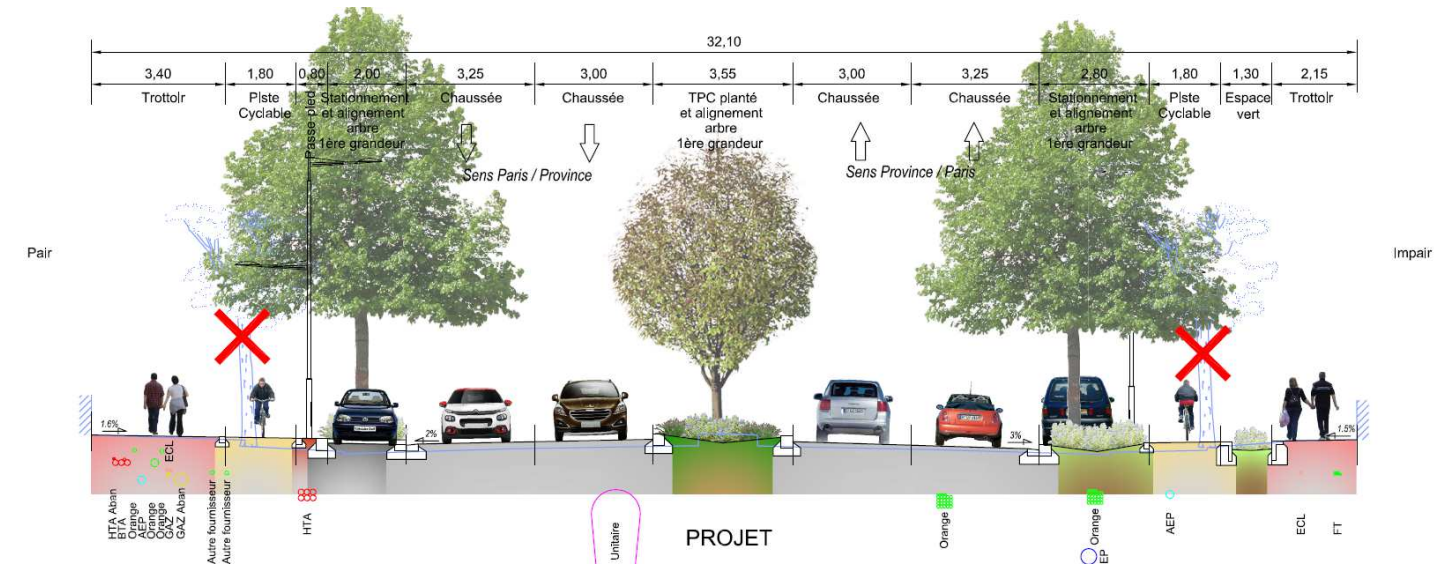 32,10
3,40
1,80
0,80
2,00
3,25
3,00
3,55
3,00
3,25
2,80
1,80
1,30
2,15
Trottoir
Piste
Cyclable
Passe-pied
Stationnement
et alignement
arbre
1ère grandeur
Chaussée
Chaussée
TPC planté
et alignement
arbre
1ère grandeur
Chaussée
Chaussée
Stationnement
et alignement
arbre
1ère grandeur
Piste
Cyclable
Espace
vert
Trottoir
Sens Paris / Province
Sens Province / Paris
Pair
Impair
1.6%
2%
3%
1.5%
ECL
HTA Aban
BTA
Orange
AEP
Orange
Orange
GAZ
GAZ Aban
Autre fournisseur
Autre fournisseur
HTA
Unitaire
PROJET
Orange
Orange
EP
AEP
ECL
FT